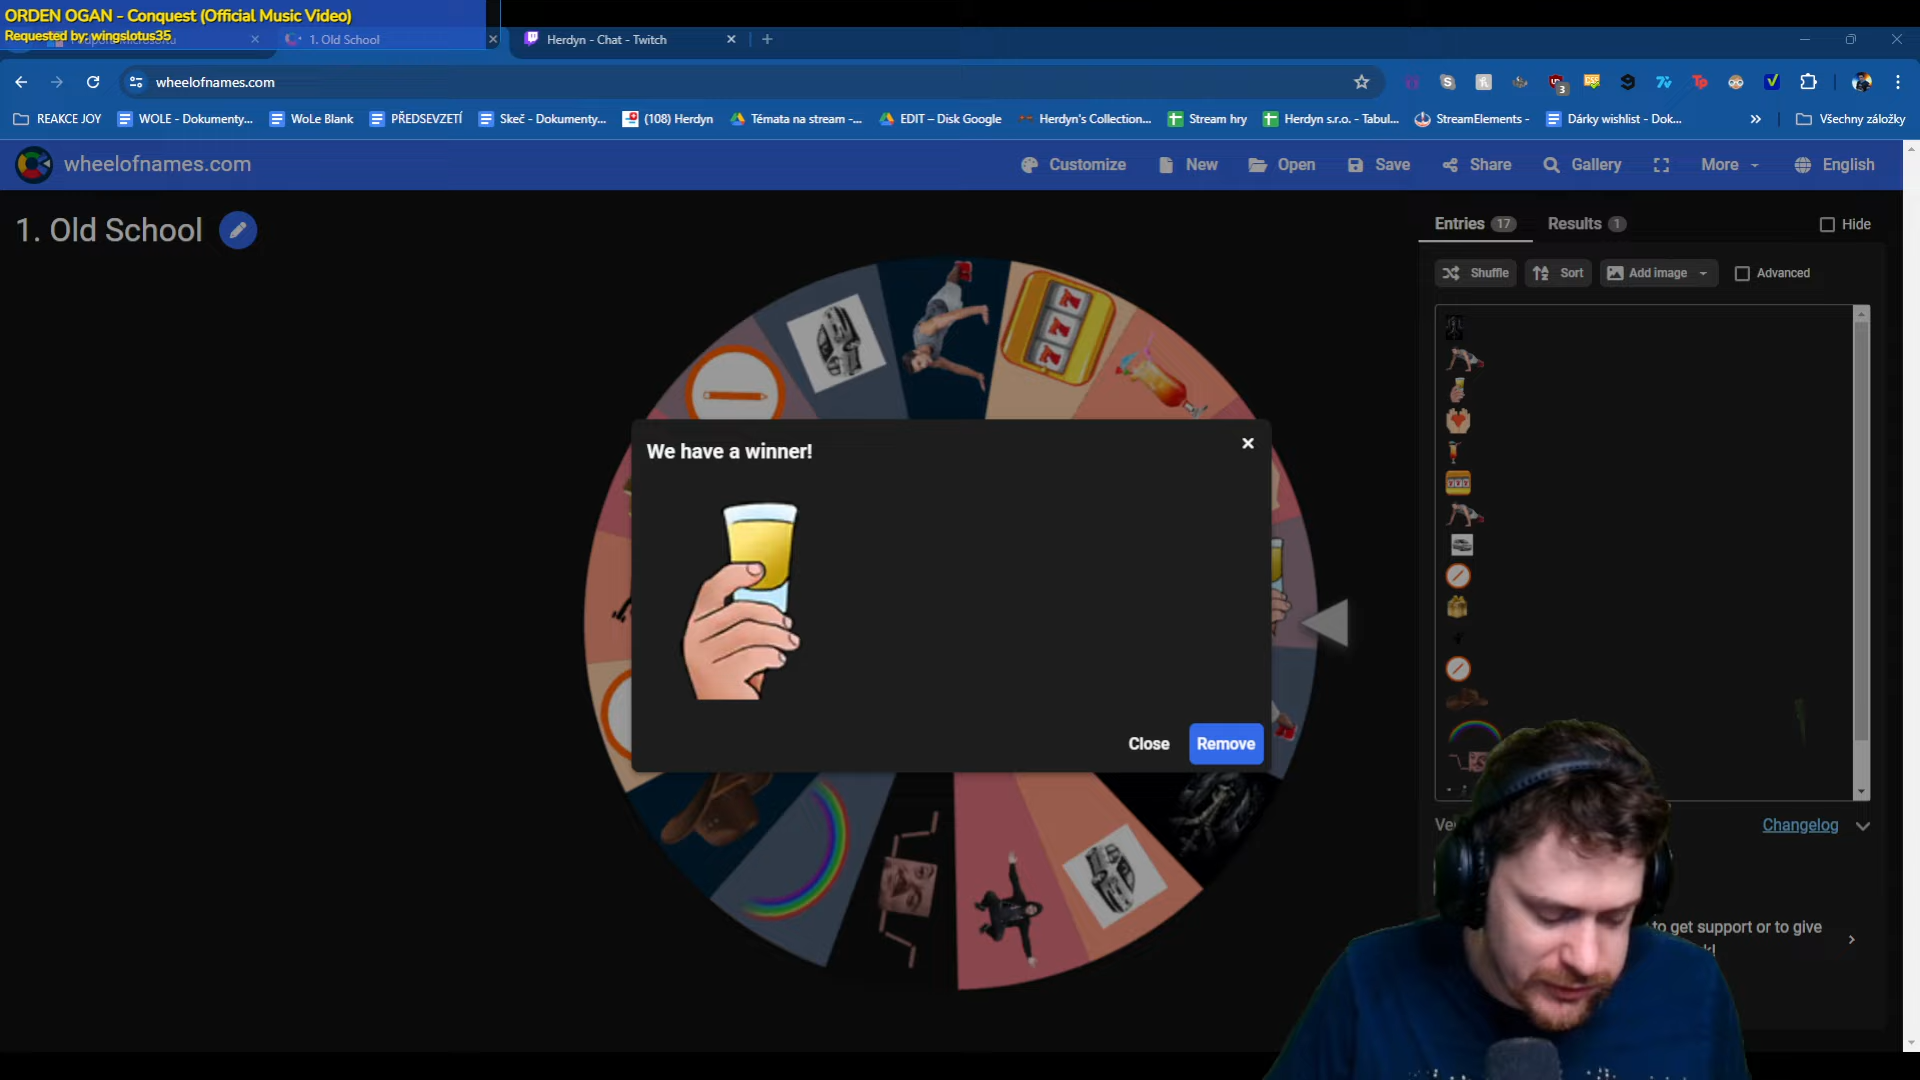 ORDEN OGAN - Conquest (Official Music Video)
Requested by: wingslotus35
1. Old School
Herdyn - Chat - Twitch
wheelofnames.com
3
REAKCE JOY
WOLE - Dokumenty...
WoLe Blank
PŘEDSEVZETÍ
Skeč - Dokumenty...
(108) Herdyn
Témata na stream -...
EDIT – Disk Google
Herdyn's Collection...
Stream hry
Herdyn s.r.o. - Tabul...
StreamElements -
Dárky wishlist - Dok...
Všechny záložky
wheelofnames.com
Customize
New
Open
Save
Share
Gallery
More
English
1. Old School
Entries 17
Results 1
Hide
Shuffle
Sort
Add image
Advanced
We have a winner!
Close
Remove
Changelog
to get support or to give